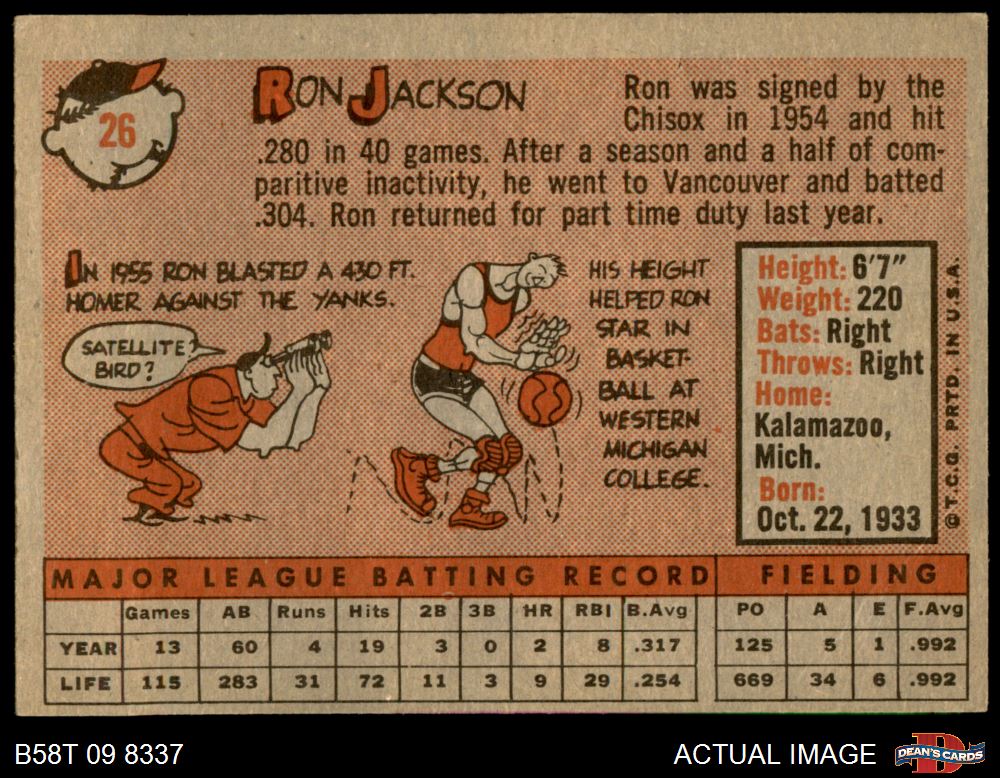 26
RON JACKSON
Ron was signed by the
Chisox in 1954 and hit
.280 in 40 games. After a season and a half of com-
paritive inactivity, he went to Vancouver and batted
.304. Ron returned for part time duty last year.
IN 1955 RON BLASTED A 430 FT.
HOMER AGAINST THE YANKS.
SATELLITE?
BIRD?
HIS HEIGHT
HELPED RON
STAR IN
BASKET-
BALL AT
WESTERN
MICHIGAN
COLLEGE.
Height: 6'7"
Weight: 220
Bats: Right
Throws: Right
Home:
Kalamazoo,
Mich.
Born:
Oct. 22, 1933
© T.C.G. PRTD. IN U.S.A.
MAJOR LEAGUE BATTING RECORD FIELDING
Games AB Runs Hits 2B 3B HR RBI B.Avg PO A E F.Avg
YEAR 13 60 4 19 3 0 2 8 .317 125 5 1 .992
LIFE 115 283 31 72 11 3 9 29 .254 669 34 6 .992
B58T 09 8337 ACTUAL IMAGE DEAN'S CARDS